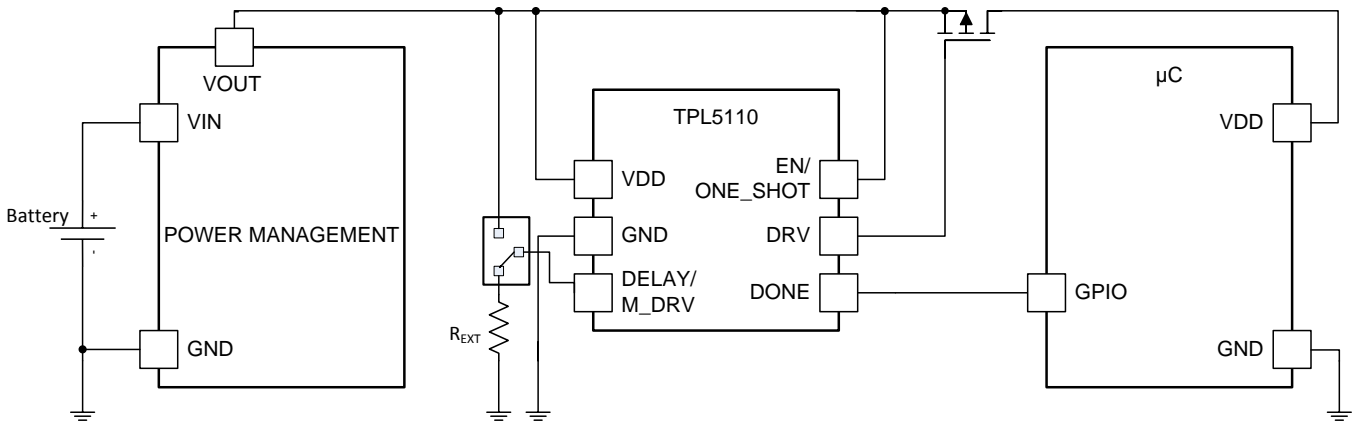 VOUT
VIN
Battery
+
-
POWER MANAGEMENT
GND
TPL5110
VDD
EN/
ONE_SHOT
GND
DRV
DELAY/
M_DRV
DONE
REXT
µC
VDD
GPIO
GND